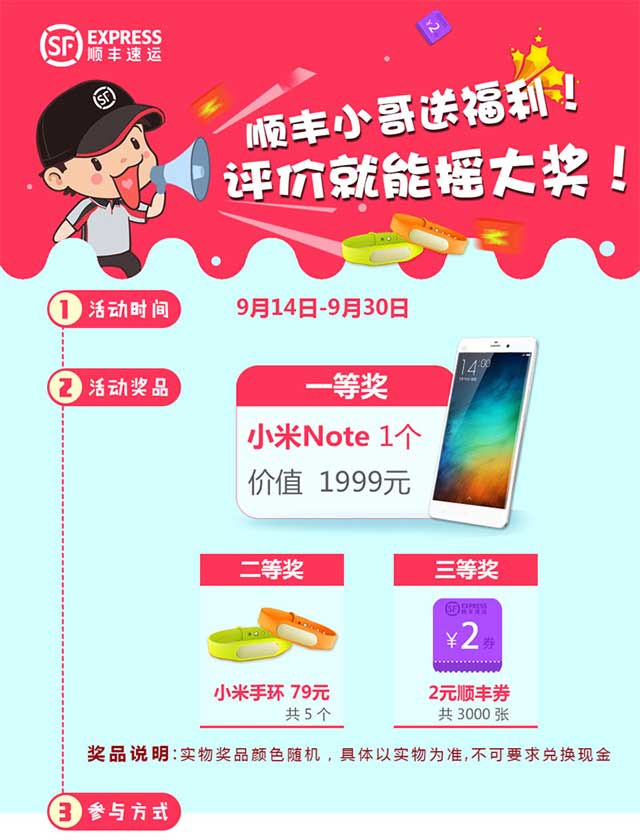 SF EXPRESS
顺丰速运
2
顺丰小哥送福利！
评价就能摇大奖！
SF
1 活动时间 9月14日-9月30日
2 活动奖品
一等奖
小米Note 1个
价值 1999元
二等奖
小米手环 79元
共 5 个
三等奖
SF EXPRESS
顺丰速运
¥2券
2元顺丰券
共 3000 张
奖品说明:实物奖品颜色随机，具体以实物为准,不可要求兑换现金
3 参与方式